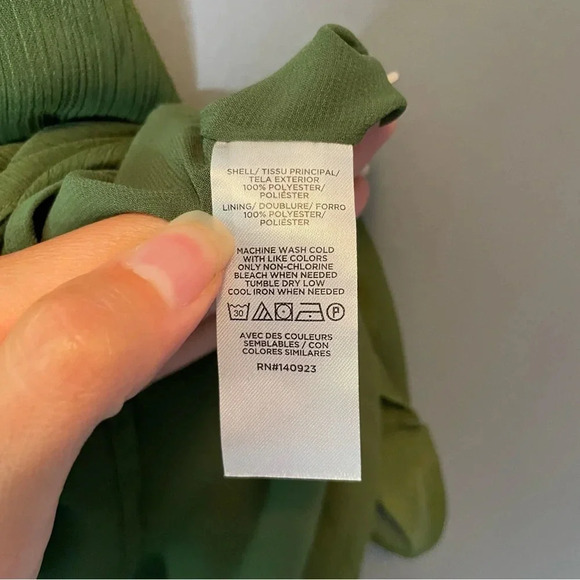 SHELL/ TISSU PRINCIPAL/
TELA EXTERIOR
100% POLYESTER/
POLIÉSTER
LINING/ DOUBLURE/ FORRO
100% POLYESTER/
POLIÉSTER
MACHINE WASH COLD
WITH LIKE COLORS
ONLY NON-CHLORINE
BLEACH WHEN NEEDED
TUMBLE DRY LOW
COOL IRON WHEN NEEDED
30 P
AVEC DES COULEURS
SEMBLABLES / CON
COLORES SIMILARES
RN#140923